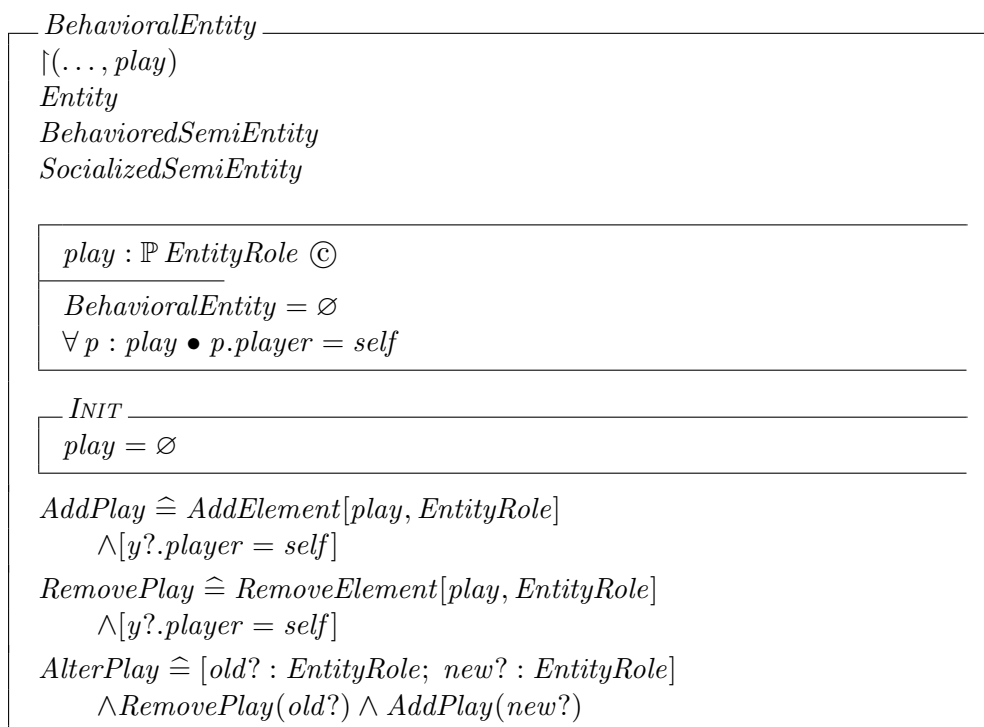 BehavioralEntity
↾(…, play)
Entity
BehavioredSemiEntity
SocializedSemiEntity
play : ℙ EntityRole ©
BehavioralEntity = ∅
∀ p : play • p.player = self
INIT
play = ∅
AddPlay ≙ AddElement[play, EntityRole]
∧[y?.player = self]
RemovePlay ≙ RemoveElement[play, EntityRole]
∧[y?.player = self]
AlterPlay ≙ [old? : EntityRole; new? : EntityRole]
∧RemovePlay(old?) ∧ AddPlay(new?)